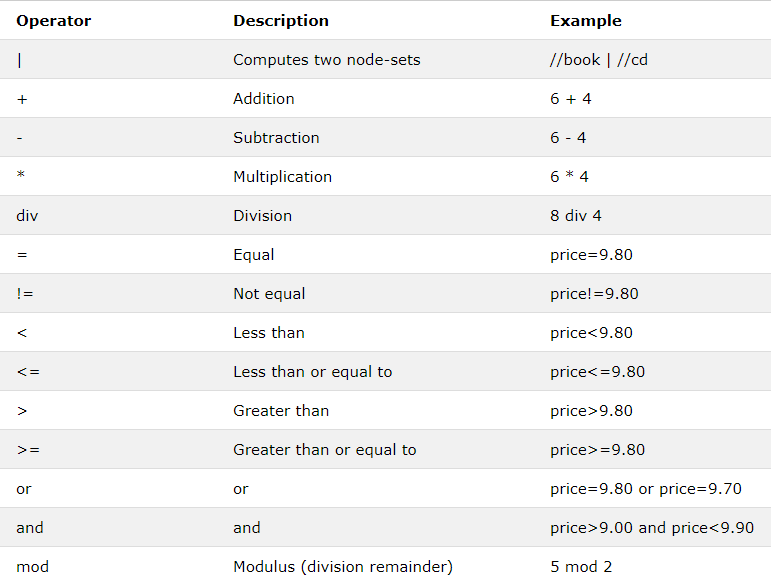 Operator Description Example
| Computes two node-sets //book | //cd
+ Addition 6 + 4
- Subtraction 6 - 4
* Multiplication 6 * 4
div Division 8 div 4
= Equal price=9.80
!= Not equal price!=9.80
< Less than price<9.80
<= Less than or equal to price<=9.80
> Greater than price>9.80
>= Greater than or equal to price>=9.80
or or price=9.80 or price=9.70
and and price>9.00 and price<9.90
mod Modulus (division remainder) 5 mod 2